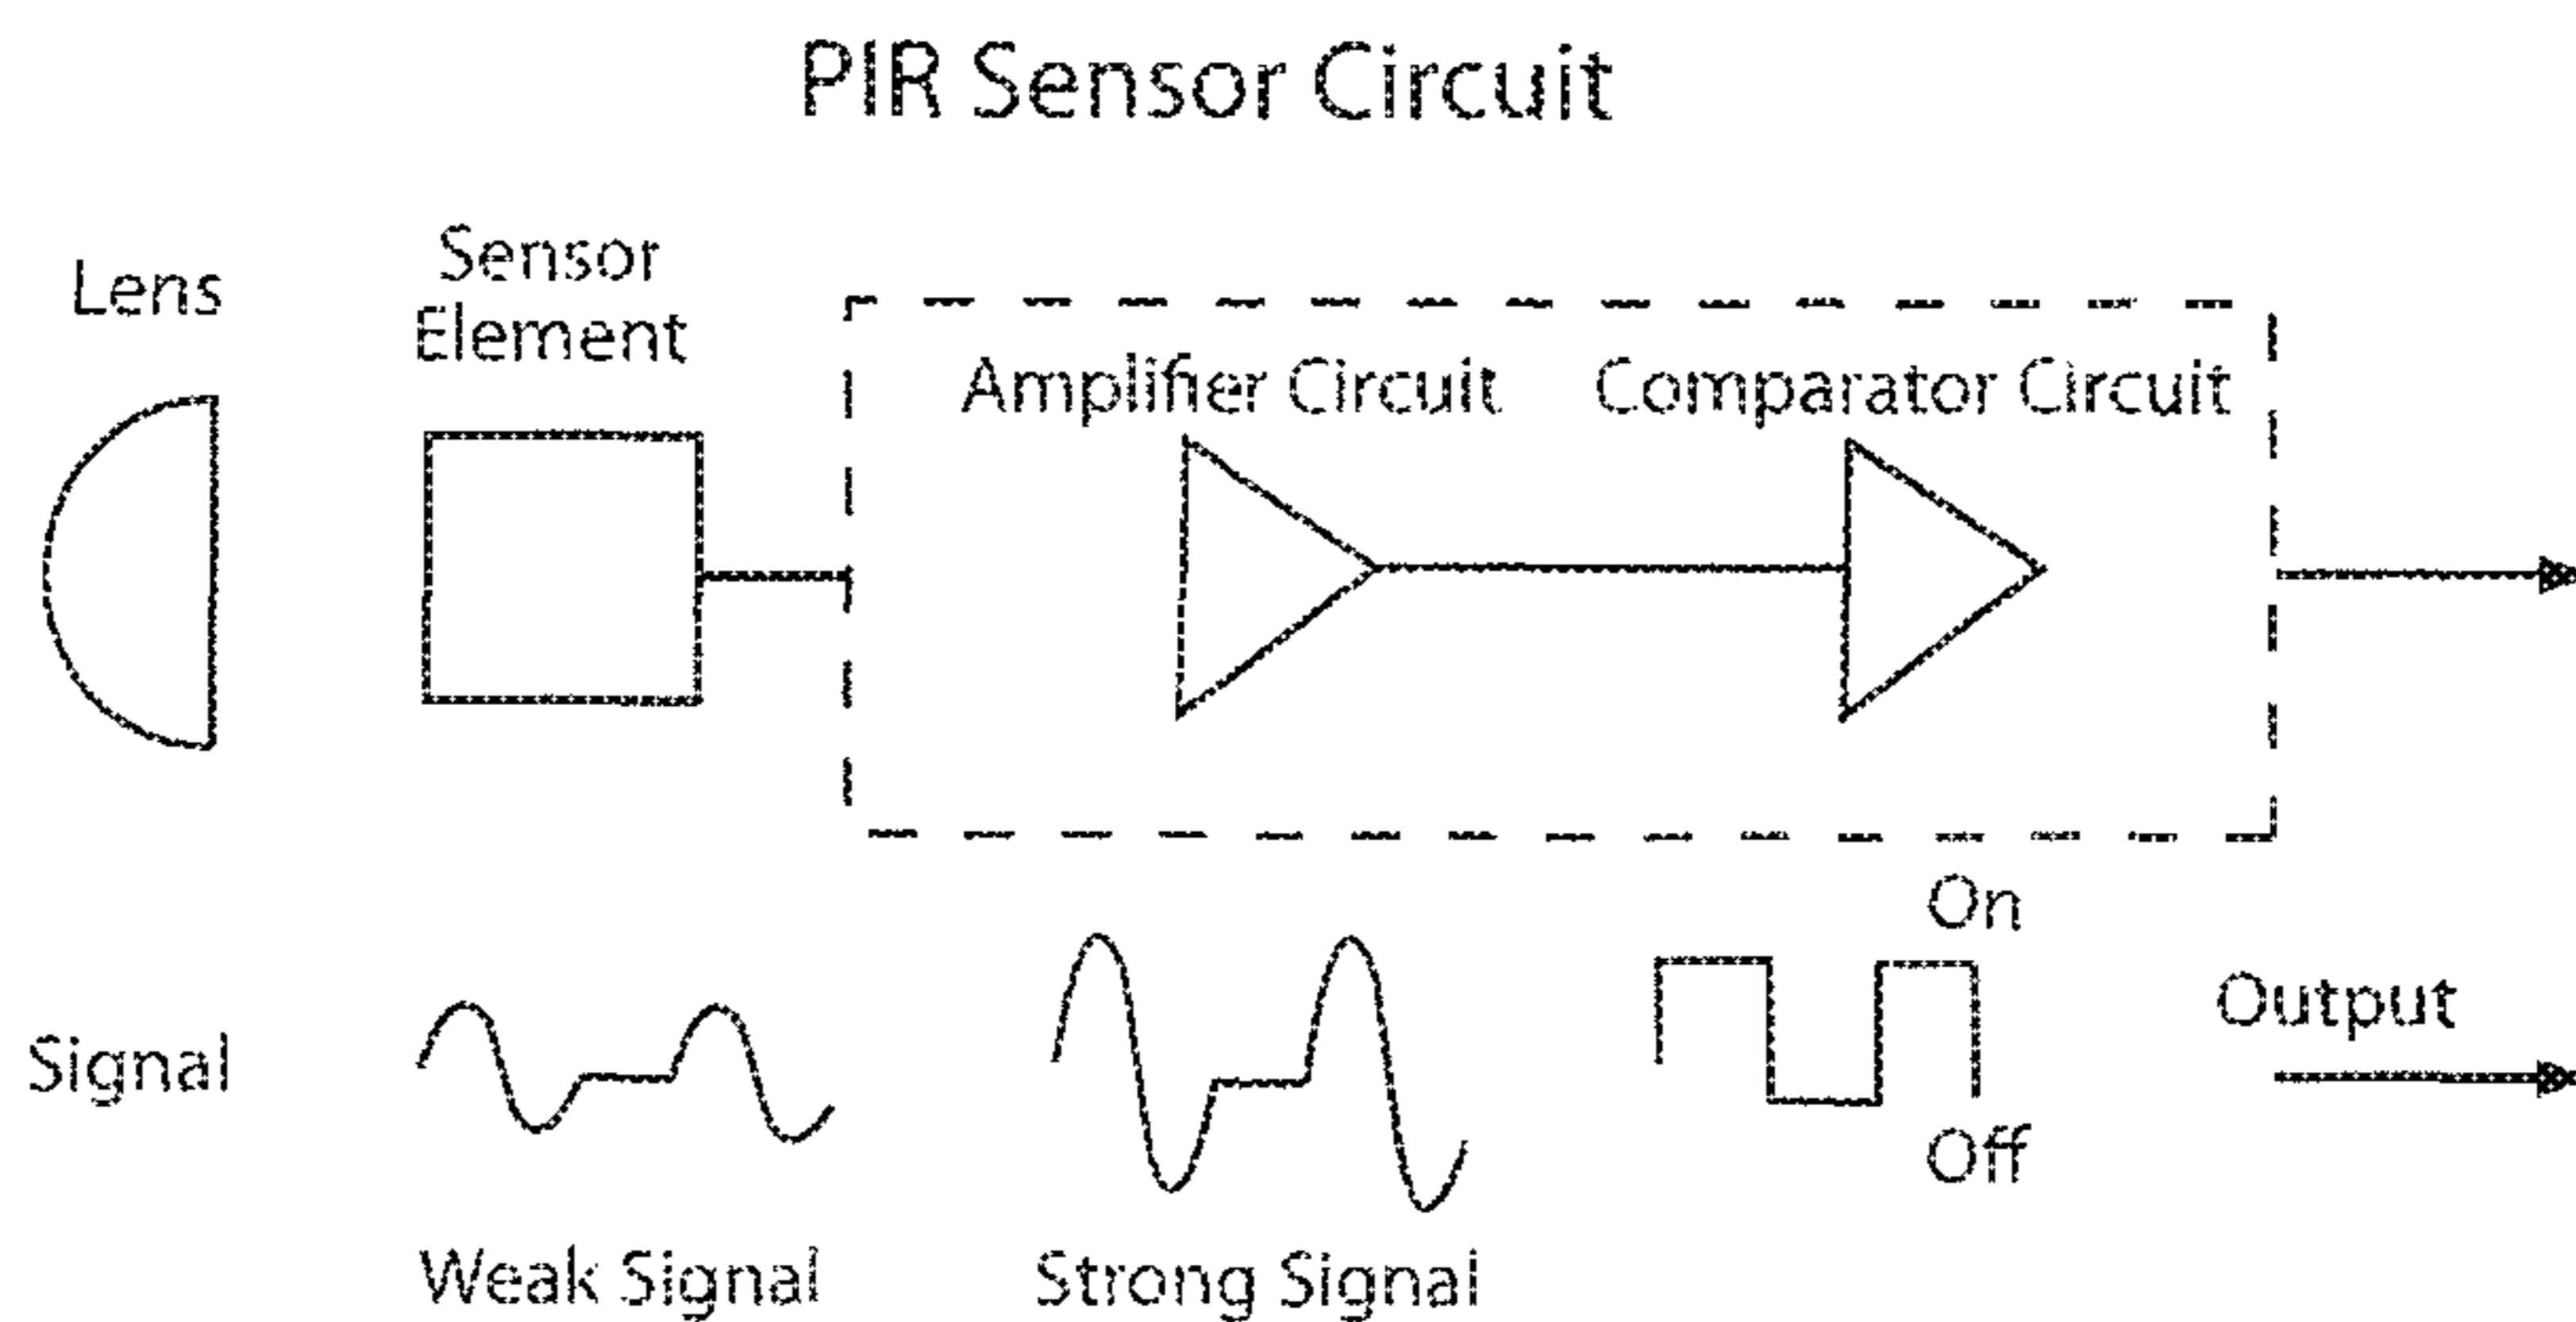 PIR Sensor Circuit
Lens
Sensor
Element
Amplifier Circuit
Comparator Circuit
On
Off
Output
Signal
Weak Signal
Strong Signal